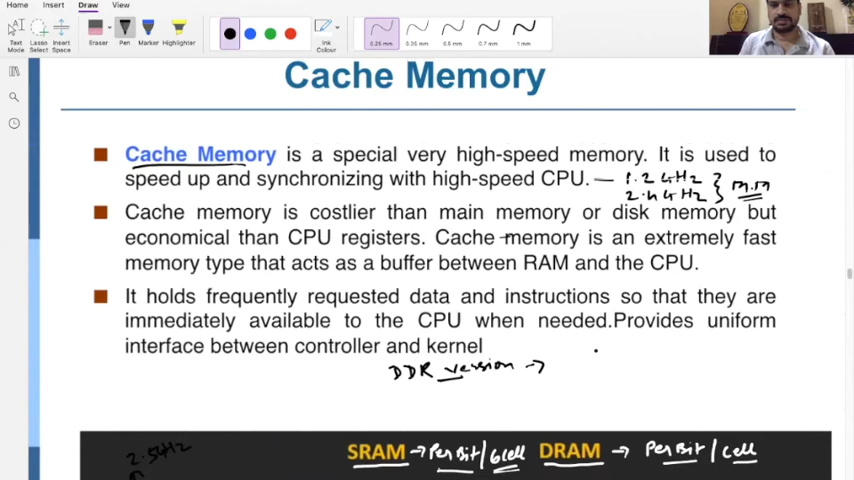 Home Insert Draw View
Text Mode
Lasso Select
Insert Space
Eraser
Pen
Marker
Highlighter
Ink Colour
0.25 mm
0.35 mm
0.5 mm
0.7 mm
1 mm
Cache Memory
Cache Memory is a special very high-speed memory. It is used to
speed up and synchronizing with high-speed CPU. — 1.2 GHz
2.4 GHz } M.M
Cache memory is costlier than main memory or disk memory but
economical than CPU registers. Cache memory is an extremely fast
memory type that acts as a buffer between RAM and the CPU.
It holds frequently requested data and instructions so that they are
immediately available to the CPU when needed.Provides uniform
interface between controller and kernel
DDR version →
2.5GHz
SRAM → Per Bit/6cell DRAM → Per Bit/cell